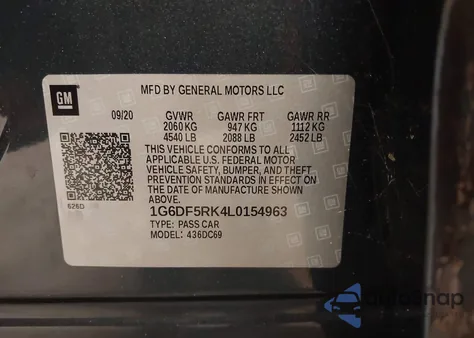 GM
MFD BY GENERAL MOTORS LLC
09/20 GVWR GAWR FRT GAWR RR
2060 KG 947 KG 1112 KG
4540 LB 2088 LB 2452 LB
THIS VEHICLE CONFORMS TO ALL
APPLICABLE U.S. FEDERAL MOTOR
VEHICLE SAFETY, BUMPER, AND THEFT
PREVENTION STANDARDS IN EFFECT ON
THE DATE OF MANUFACTURE SHOWN
ABOVE.
626D
1G6DF5RK4L0154963
TYPE: PASS CAR
MODEL: 436DC69
autosnap